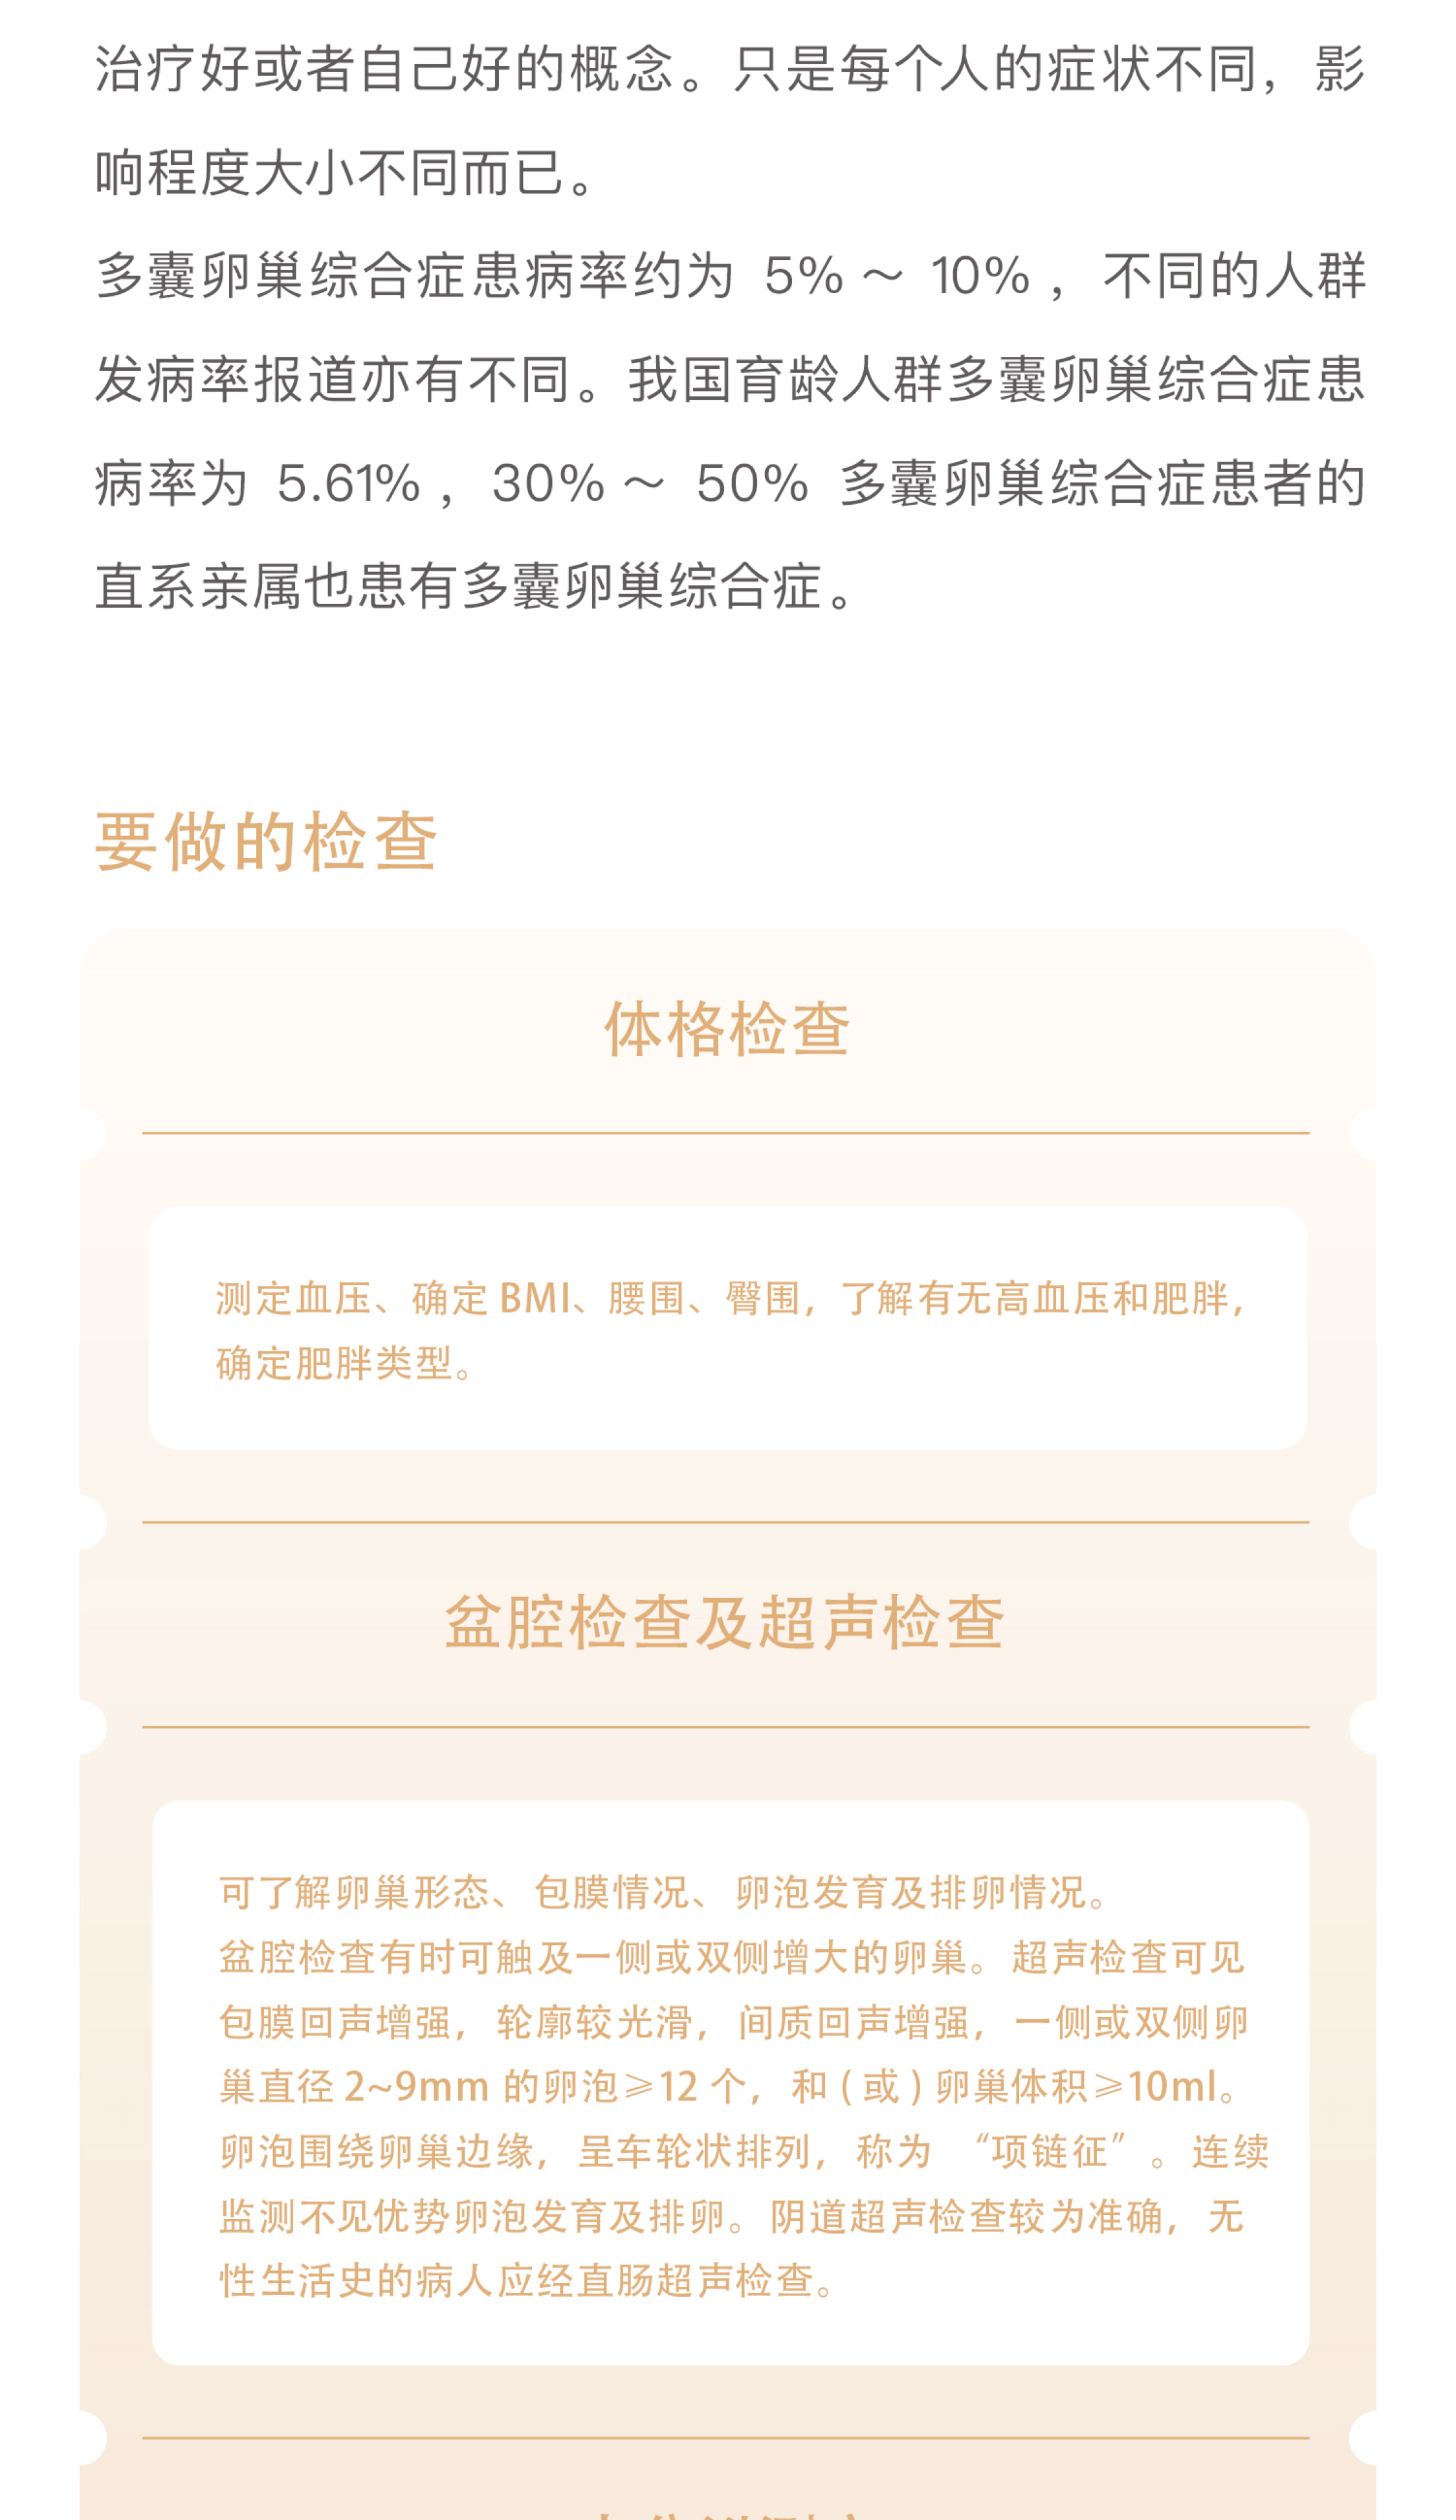 治疗好或者自己好的概念。只是每个人的症状不同，影
响程度大小不同而已。
多囊卵巢综合症患病率约为 5%～ 10% ， 不同的人群
发病率报道亦有不同。我国育龄人群多囊卵巢综合症患
病率为 5.61% ， 30%～ 50% 多囊卵巢综合症患者的
直系亲属也患有多囊卵巢综合症。
要做的检查
体格检查
测定血压、确定 BMI、腰围、臀围，了解有无高血压和肥胖，
确定肥胖类型。
盆腔检查及超声检查
可了解卵巢形态、包膜情况、卵泡发育及排卵情况。
盆腔检查有时可触及一侧或双侧增大的卵巢。超声检查可见
包膜回声增强，轮廓较光滑，间质回声增强，一侧或双侧卵
巢直径 2~9mm 的卵泡≥12 个，和（或）卵巢体积≥10ml。
卵泡围绕卵巢边缘，呈车轮状排列，称为 “项链征” 。连续
监测不见优势卵泡发育及排卵。阴道超声检查较为准确，无
性生活史的病人应经直肠超声检查。